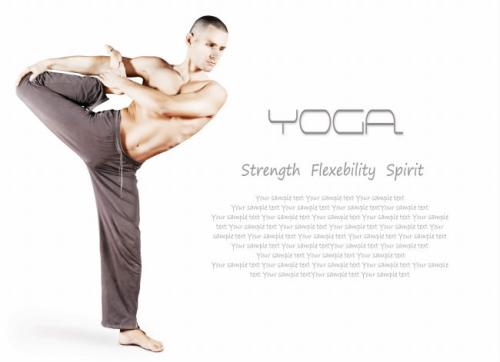 YOGA
Strength Flexebility Spirit
Your sample text Your sample text Your sample text
Your sample text Your sample text Your sample textYour sample text
Your sample text Your sample text Your sample text Your sample text Your sample
text Your sample text Your sample text Your sample text Your sample text Your
sample text Your sample text Your sample text Your sample text Your sample text
Your sample text Your sample textYour sample text Your sample text
Your sample text Your sample text Your sample text
Your sample text Your sample text Your sample text Your sample text Your sample
text Your sample textYour sample text Your sample text